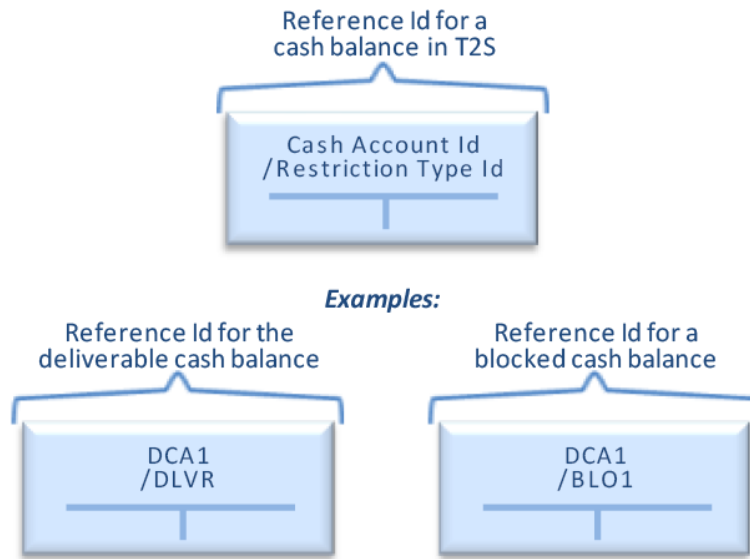 Reference Id for a
cash balance in T2S
Cash Account Id
/Restriction Type Id
Examples:
Reference Id for the
deliverable cash balance
DCA1
/DLVR
Reference Id for a
blocked cash balance
DCA1
/BLO1